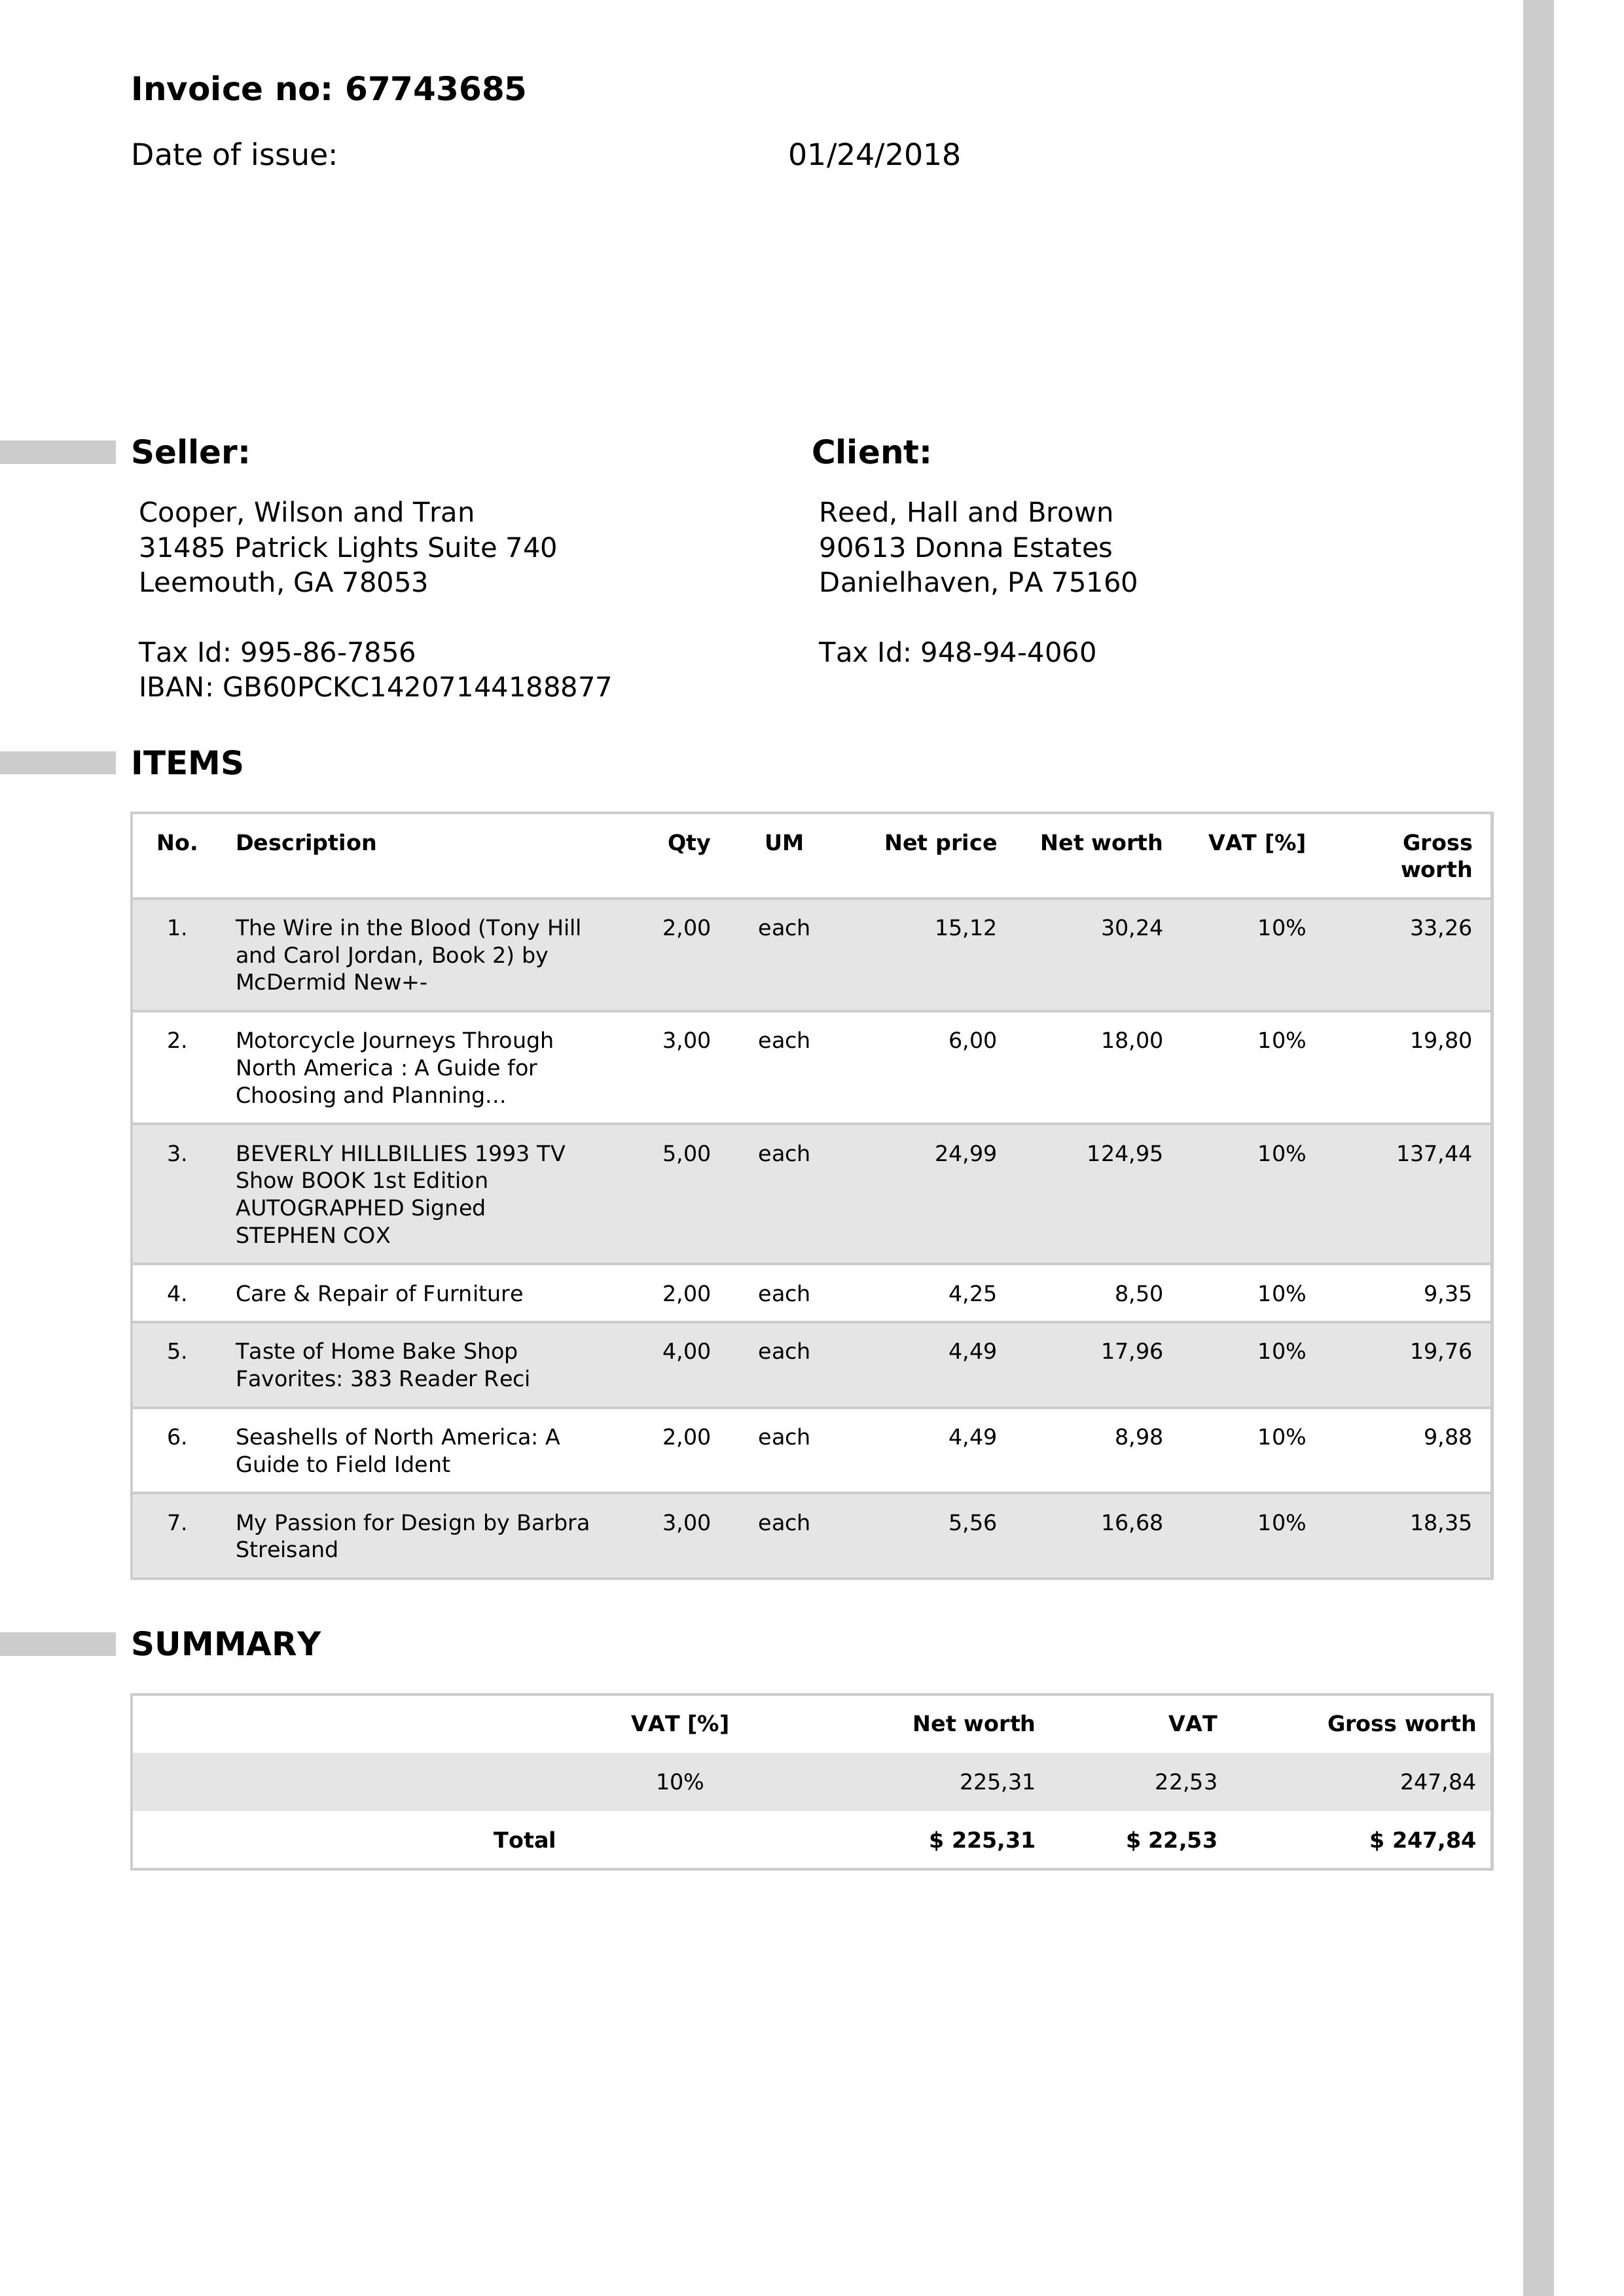 Invoice no: 67743685
Date of issue: 01/24/2018
Seller:
Cooper, Wilson and Tran
31485 Patrick Lights Suite 740
Leemouth, GA 78053
Tax Id: 995-86-7856
IBAN: GB60PCKC14207144188877
Client:
Reed, Hall and Brown
90613 Donna Estates
Danielhaven, PA 75160
Tax Id: 948-94-4060
ITEMS
No. Description Qty UM Net price Net worth VAT [%] Gross
worth
1. The Wire in the Blood (Tony Hill 2,00 each 15,12 30,24 10% 33,26
and Carol Jordan, Book 2) by
McDermid New+-
2. Motorcycle Journeys Through 3,00 each 6,00 18,00 10% 19,80
North America : A Guide for
Choosing and Planning...
3. BEVERLY HILLBILLIES 1993 TV 5,00 each 24,99 124,95 10% 137,44
Show BOOK 1st Edition
AUTOGRAPHED Signed
STEPHEN COX
4. Care & Repair of Furniture 2,00 each 4,25 8,50 10% 9,35
5. Taste of Home Bake Shop 4,00 each 4,49 17,96 10% 19,76
Favorites: 383 Reader Reci
6. Seashells of North America: A 2,00 each 4,49 8,98 10% 9,88
Guide to Field Ident
7. My Passion for Design by Barbra 3,00 each 5,56 16,68 10% 18,35
Streisand
SUMMARY
VAT [%] Net worth VAT Gross worth
10% 225,31 22,53 247,84
Total $ 225,31 $ 22,53 $ 247,84